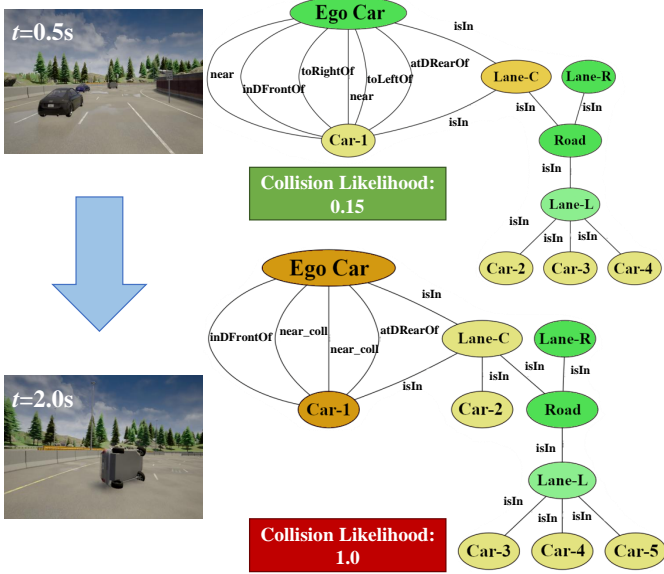 t=0.5s
Ego Car
isIn
near
inDFrontOf
toRightOf
near
toLeftOf
atDRearOf
Lane-C
Lane-R
isIn
isIn
isIn
Car-1
Road
isIn
Collision Likelihood:
0.15
Lane-L
isIn
isIn
isIn
Car-2
Car-3
Car-4
Ego Car
isIn
inDFrontOf
near_coll
near_coll
atDRearOf
Lane-C
Lane-R
isIn
isIn
isIn
isIn
t=2.0s
Car-1
Car-2
Road
isIn
Lane-L
isIn
isIn
isIn
Collision Likelihood:
1.0
Car-3
Car-4
Car-5